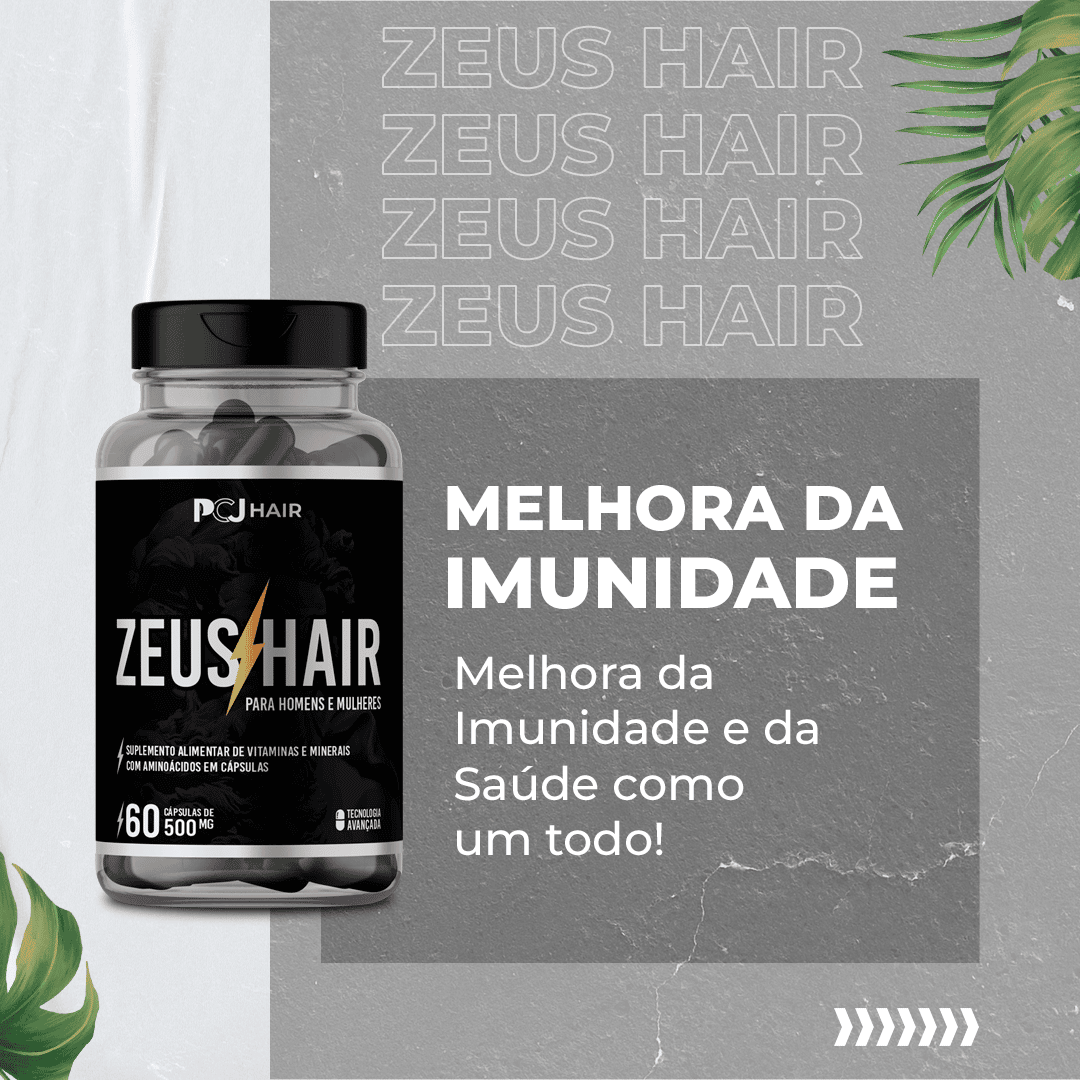 ZEUS HAIR
ZEUS HAIR
ZEUS HAIR
ZEUS HAIR
PCJ HAIR
ZEUS HAIR
PARA HOMENS E MULHERES
SUPLEMENTO ALIMENTAR DE VITAMINAS E MINERAIS
COM AMINOÁCIDOS EM CÁPSULAS
60 CÁPSULAS DE
500 MG
TECNOLOGIA
AVANÇADA
MELHORA DA
IMUNIDADE
Melhora da
Imunidade e da
Saúde como
um todo!